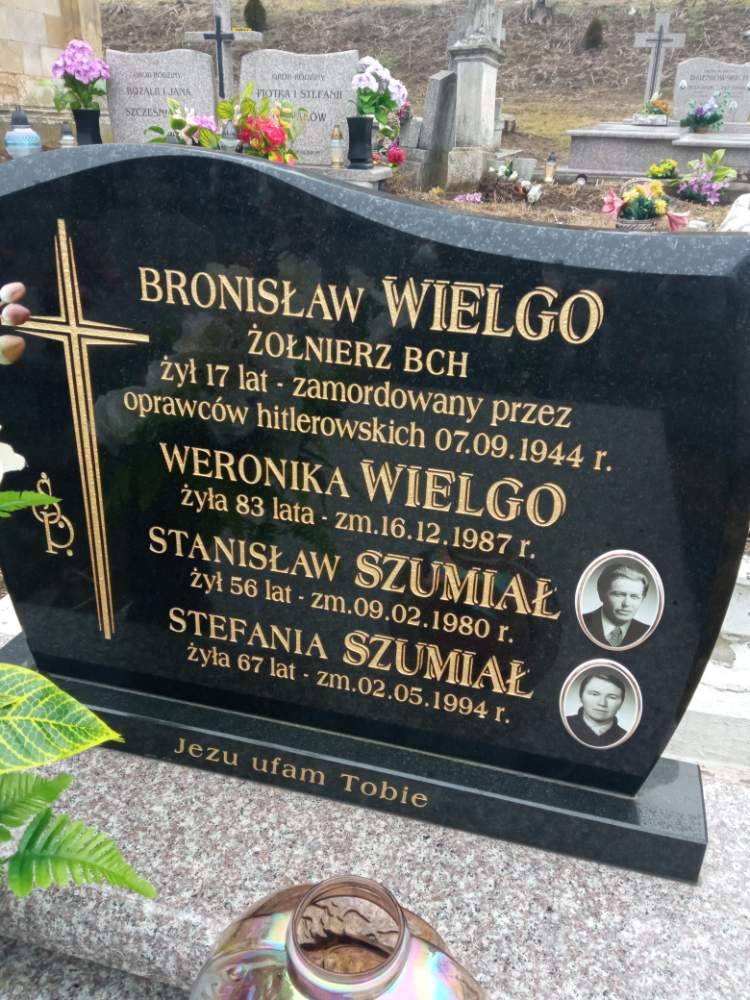 GRÓB RODZINY
ROZALII I JANA
GRÓB RODZINY
PIOTRA I STEFANII
BRONISŁAW WIELGO
ŻOŁNIERZ BCH
żył 17 lat - zamordowany przez
oprawców hitlerowskich 07.09.1944 r.
WERONIKA WIELGO
żyła 83 lata - zm.16.12.1987 r.
STANISŁAW SZUMIAŁ
żył 56 lat - zm.09.02.1980 r.
STEFANIA SZUMIAŁ
żyła 67 lat - zm.02.05.1994 r.
Ś.P.
Jezu ufam Tobie